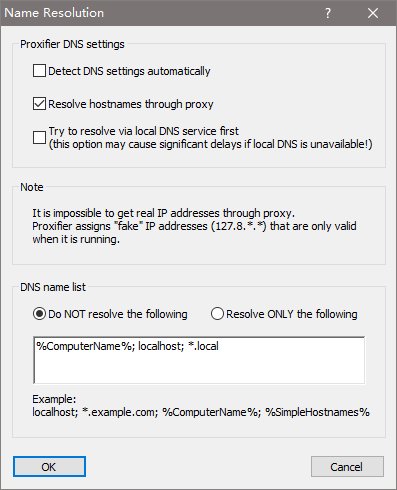 Name Resolution
Proxifier DNS settings
Detect DNS settings automatically
Resolve hostnames through proxy
Try to resolve via local DNS service first
(this option may cause significant delays if local DNS is unavailable!)
Note
It is impossible to get real IP addresses through proxy.
Proxifier assigns "fake" IP addresses (127.8.*.*) that are only valid
when it is running.
DNS name list
Do NOT resolve the following
Resolve ONLY the following
%ComputerName%; localhost; *.local
Example:
localhost; *.example.com; %ComputerName%; %SimpleHostnames%
OK
Cancel